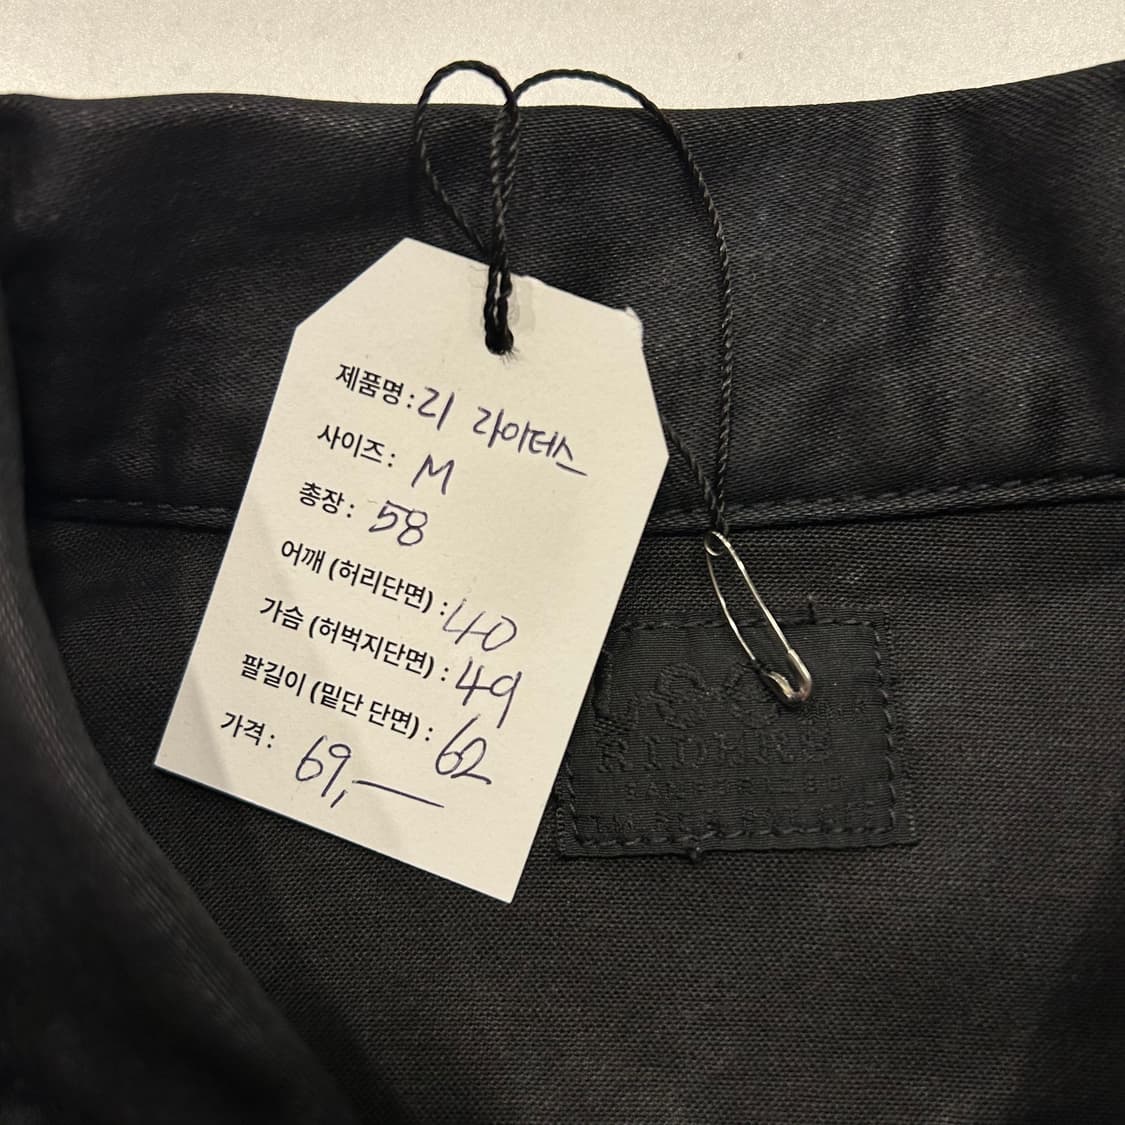 제품명: 리 라이더스
사이즈: M
총장: 58
어깨 (허리단면) : 40
가슴 (허벅지단면) : 49
팔길이 (밑단 단면) : 62
가격: 69,—
Lee
RIDERS